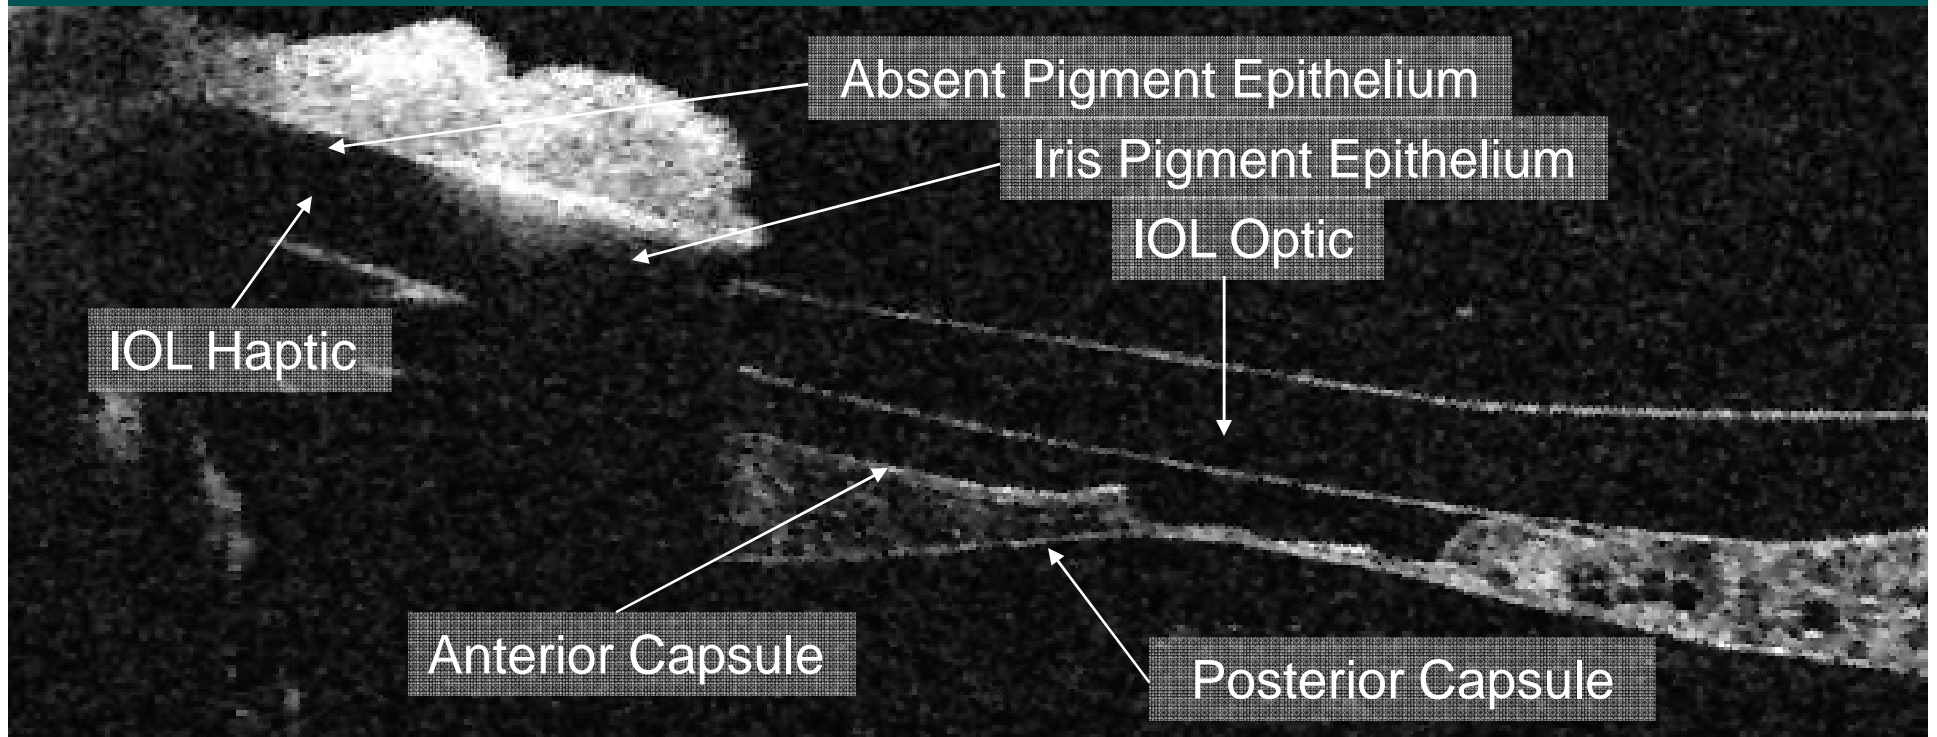 Absent Pigment Epithelium
Iris Pigment Epithelium
IOL Optic
IOL Haptic
Anterior Capsule
Posterior Capsule